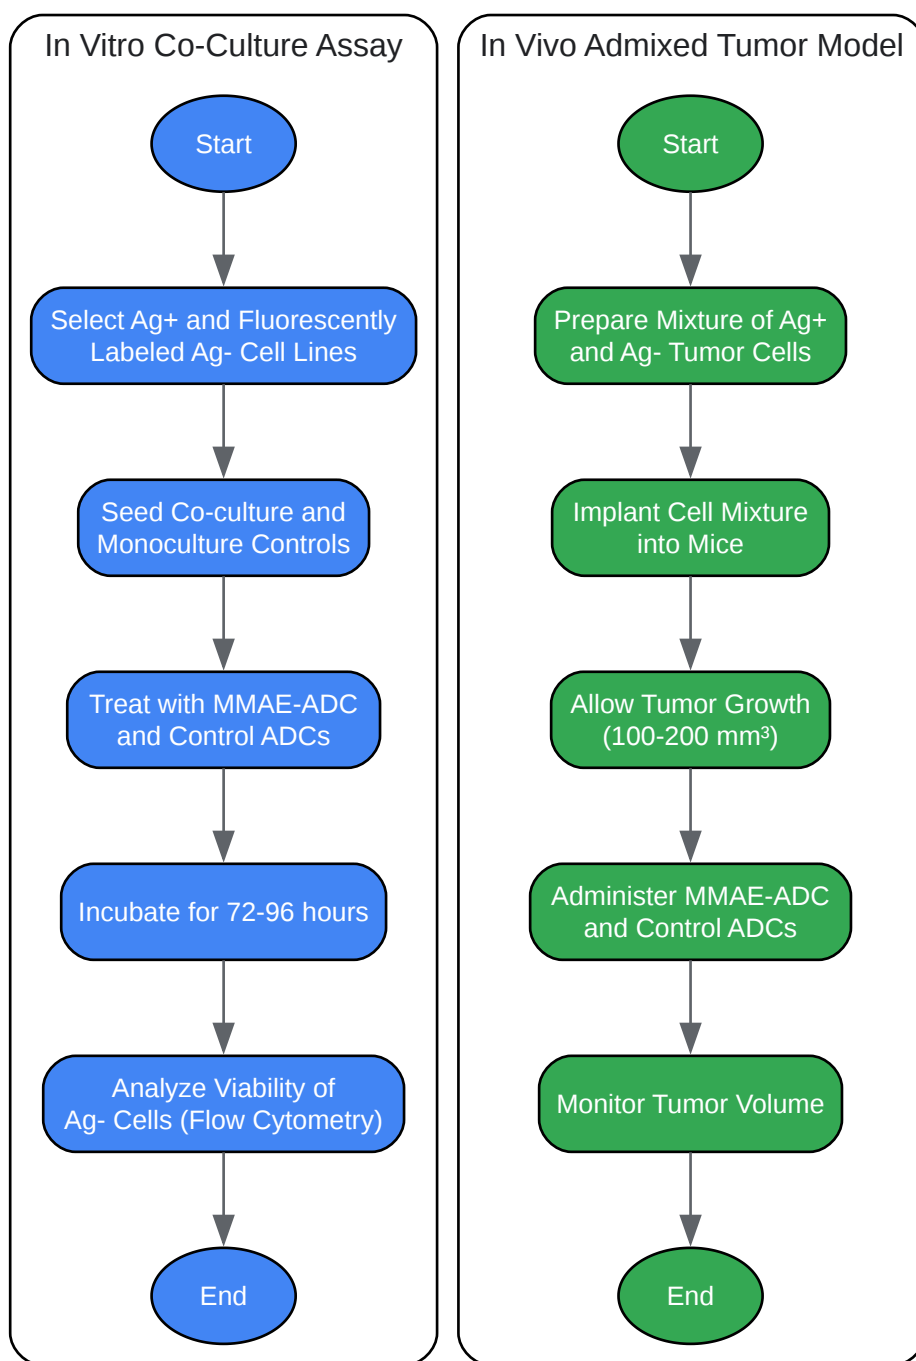 In Vitro Co-Culture Assay
Start
Select Ag+ and Fluorescently
Labeled Ag- Cell Lines
Seed Co-culture and
Monoculture Controls
Treat with MMAE-ADC
and Control ADCs
Incubate for 72-96 hours
Analyze Viability of
Ag- Cells (Flow Cytometry)
End
In Vivo Admixed Tumor Model
Start
Prepare Mixture of Ag+
and Ag- Tumor Cells
Implant Cell Mixture
into Mice
Allow Tumor Growth
(100-200 mm³)
Administer MMAE-ADC
and Control ADCs
Monitor Tumor Volume
End